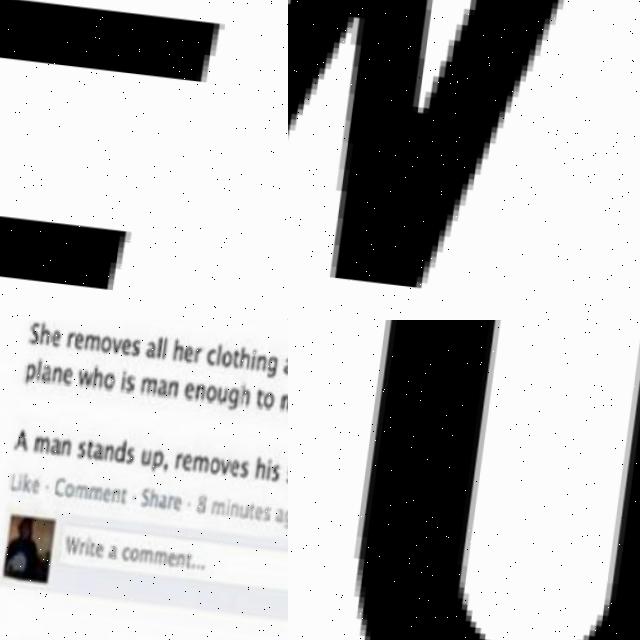 She removes all her clothing
plane who is man enough to
A man stands up, removes his
Like · Comment · Share · 8 minutes
Write a comment...